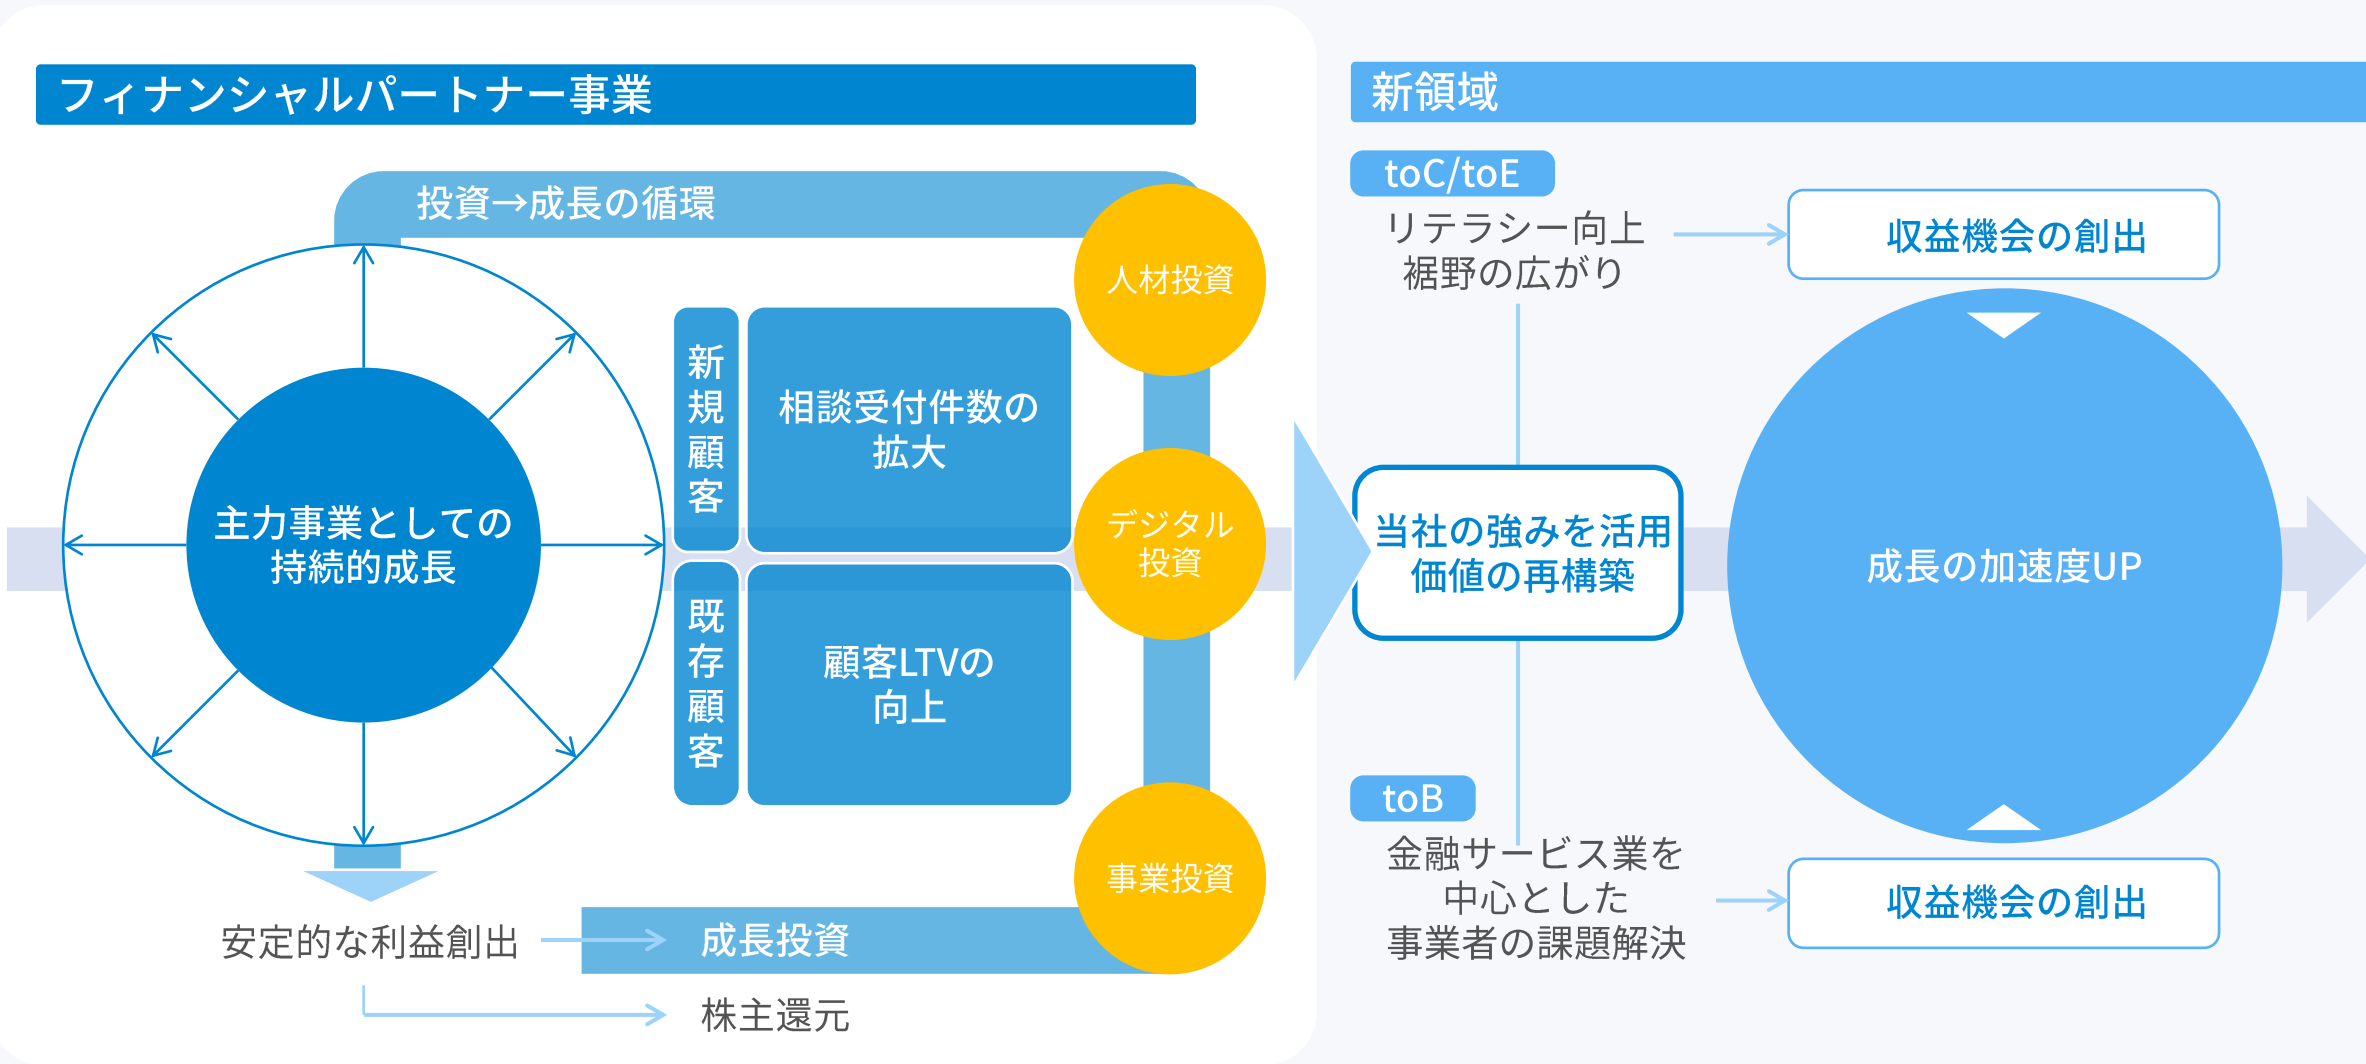 フィナンシャルパートナー事業
投資→成長の循環
主力事業としての
持続的成長
新規顧客
相談受付件数の
拡大
既存顧客
顧客LTVの
向上
人材投資
デジタル
投資
事業投資
安定的な利益創出
成長投資
株主還元
新領域
toC/toE
リテラシー向上
裾野の広がり
収益機会の創出
当社の強みを活用
価値の再構築
成長の加速度UP
toB
金融サービス業を
中心とした
事業者の課題解決
収益機会の創出